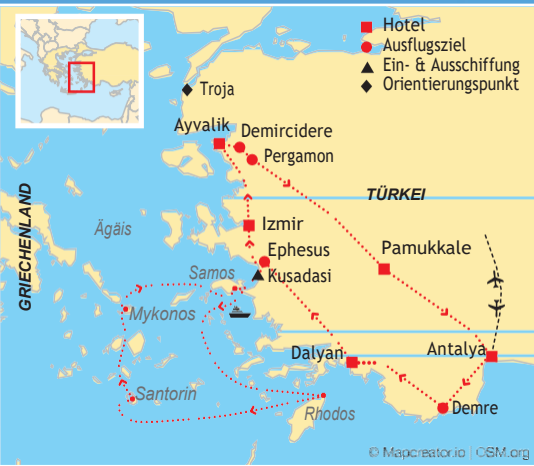 Hotel
Ausflugsziel
Ein- & Ausschiffung
Orientierungspunkt
Troja
Ayvalik
Demircidere
Pergamon
TÜRKEI
GRIECHENLAND
Ägäis
Izmir
Ephesus
Pamukkale
Samos
Kusadasi
Mykonos
Dalyan
Antalya
Santorin
Rhodos
Demre
© Mapcreator.io | OSM.org